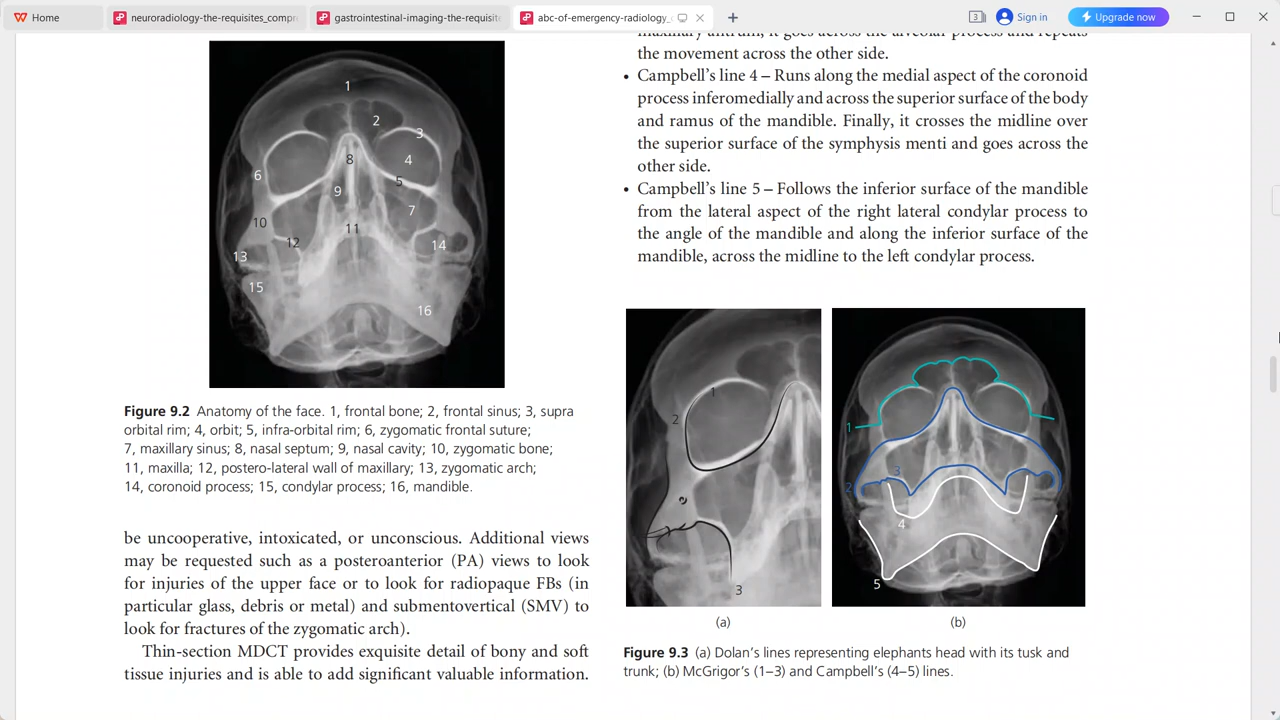 Home
neuroradiology-the-requisites_compr
gastrointestinal-imaging-the-requisite
abc-of-emergency-radiology_
3
Sign in
Upgrade now
1
2
3
4
5
6
7
8
9
10
11
12
13
14
15
16
Figure 9.2 Anatomy of the face. 1, frontal bone; 2, frontal sinus; 3, supra
orbital rim; 4, orbit; 5, infra-orbital rim; 6, zygomatic frontal suture;
7, maxillary sinus; 8, nasal septum; 9, nasal cavity; 10, zygomatic bone;
11, maxilla; 12, postero-lateral wall of maxillary; 13, zygomatic arch;
14, coronoid process; 15, condylar process; 16, mandible.
be uncooperative, intoxicated, or unconscious. Additional views
may be requested such as a posteroanterior (PA) views to look
for injuries of the upper face or to look for radiopaque FBs (in
particular glass, debris or metal) and submentovertical (SMV) to
look for fractures of the zygomatic arch).
Thin-section MDCT provides exquisite detail of bony and soft
tissue injuries and is able to add significant valuable information.
maxillary antrum, it goes across the alveolar process and repeats
the movement across the other side.
• Campbell's line 4 – Runs along the medial aspect of the coronoid
process inferomedially and across the superior surface of the body
and ramus of the mandible. Finally, it crosses the midline over
the superior surface of the symphysis menti and goes across the
other side.
• Campbell's line 5 – Follows the inferior surface of the mandible
from the lateral aspect of the right lateral condylar process to
the angle of the mandible and along the inferior surface of the
mandible, across the midline to the left condylar process.
1
2
3
(a)
1
2
3
4
5
(b)
Figure 9.3 (a) Dolan's lines representing elephants head with its tusk and
trunk; (b) McGrigor's (1–3) and Campbell's (4–5) lines.